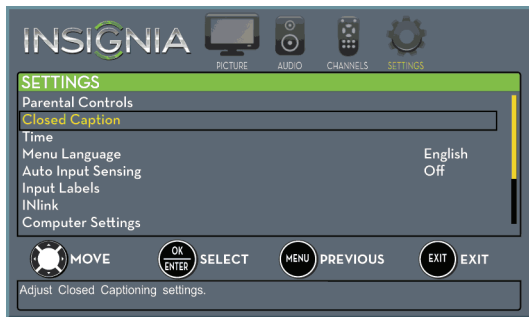 INSIGNIA
PICTURE AUDIO CHANNELS SETTINGS
SETTINGS
Parental Controls
Closed Caption
Time
Menu Language English
Auto Input Sensing Off
Input Labels
INlink
Computer Settings
MOVE OK ENTER SELECT MENU PREVIOUS EXIT EXIT
Adjust Closed Captioning settings.